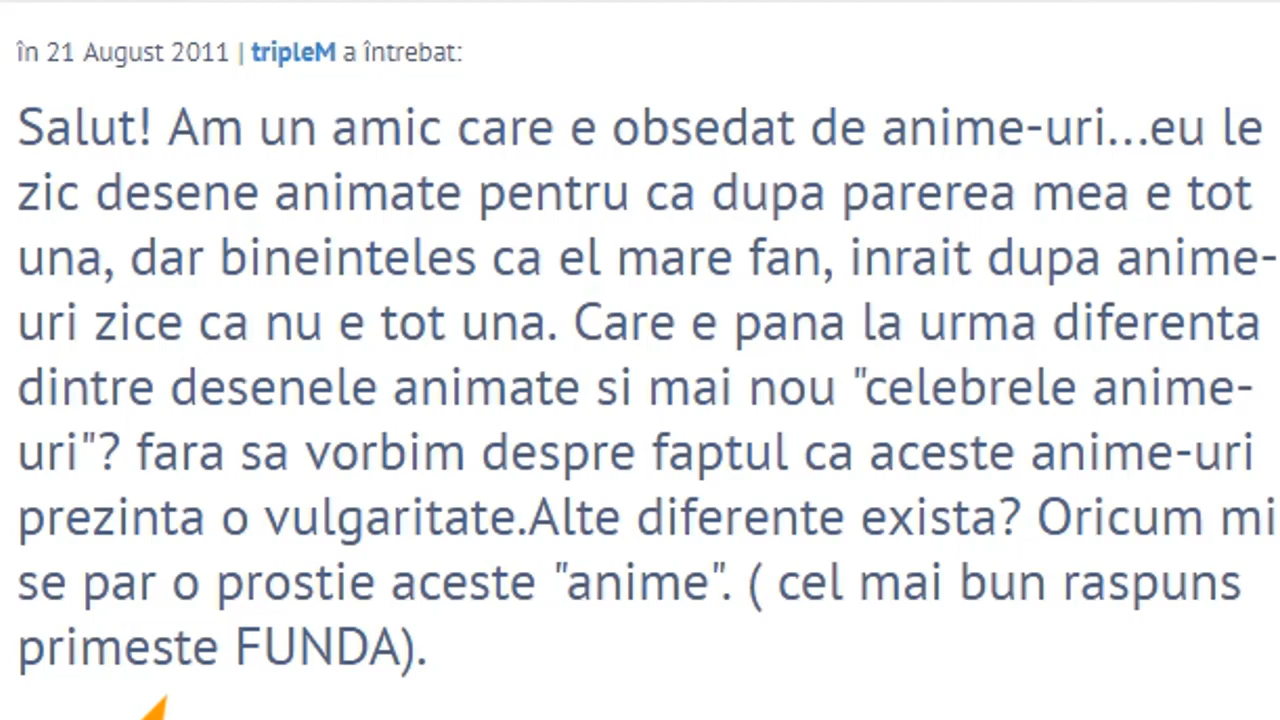 în 21 August 2011 | tripleM a întrebat:
Salut! Am un amic care e obsedat de anime-uri...eu le
zic desene animate pentru ca dupa parerea mea e tot
una, dar bineinteles ca el mare fan, inrait dupa anime-
uri zice ca nu e tot una. Care e pana la urma diferenta
dintre desenele animate si mai nou "celebrele anime-
uri"? fara sa vorbim despre faptul ca aceste anime-uri
prezinta o vulgaritate.Alte diferente exista? Oricum mi
se par o prostie aceste "anime". ( cel mai bun raspuns
primeste FUNDA).